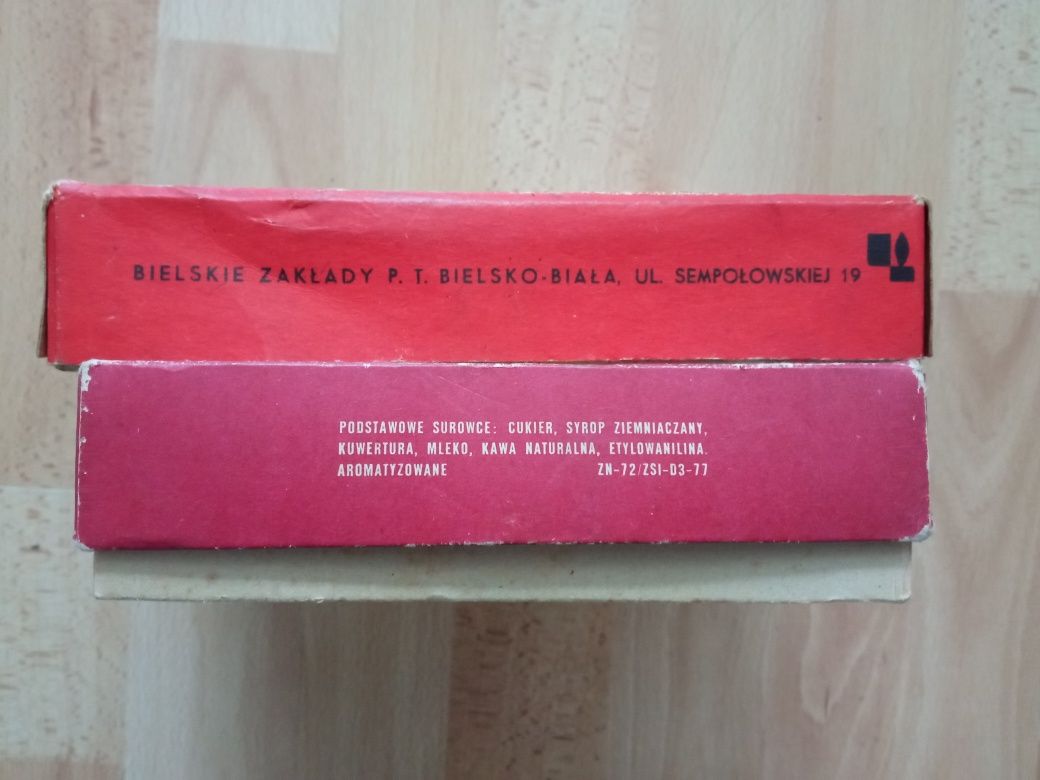 BIELSKIE ZAKŁADY P. T. BIELSKO-BIAŁA, UL. SEMPOŁOWSKIEJ 19
PODSTAWOWE SUROWCE: CUKIER, SYROP ZIEMNIACZANY,
KUWERTURA, MLEKO, KAWA NATURALNA, ETYLOWANILINA.
AROMATYZOWANE ZN-72/ZSI-D3-77